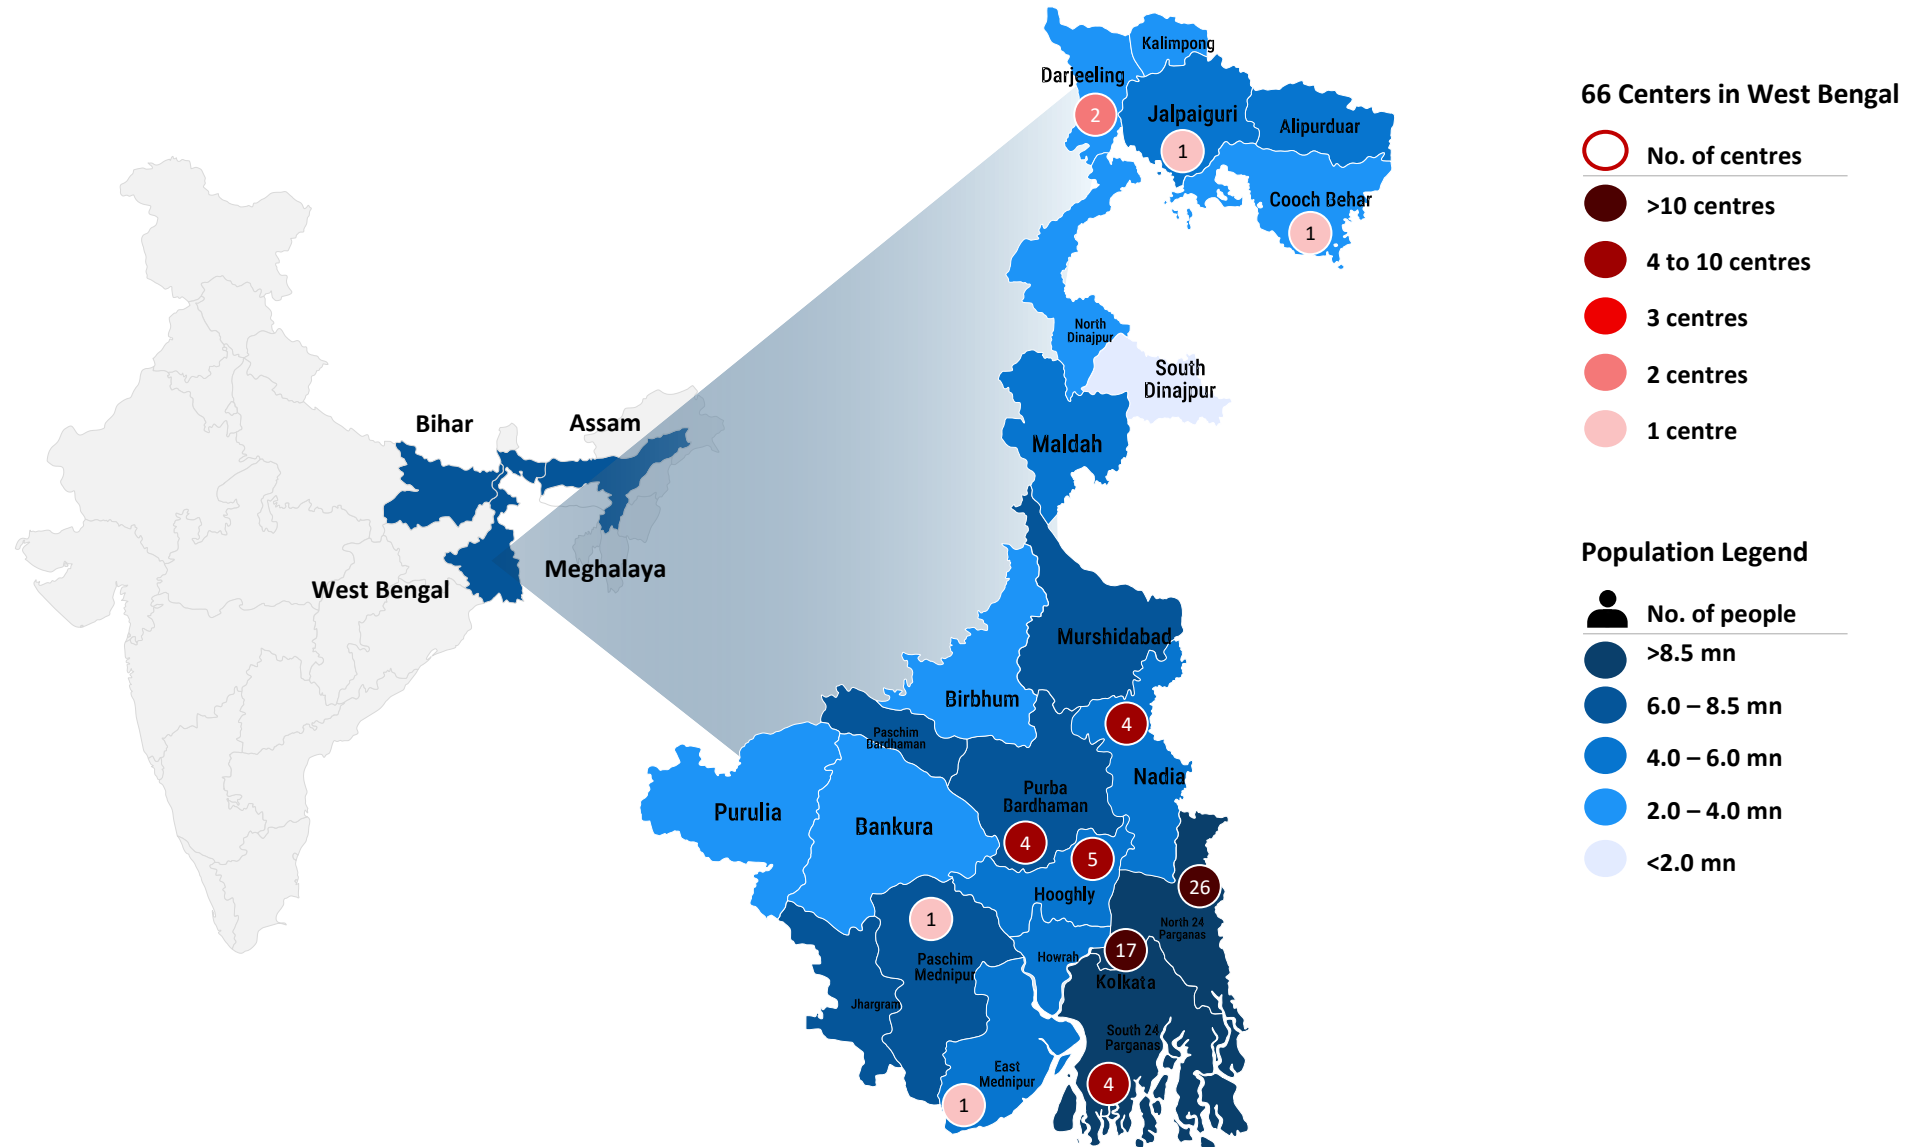 Bihar
Assam
West Bengal
Meghalaya
Kalimpong
Darjeeling
2
Jalpaiguri
1
Alipurduar
Cooch Behar
1
North
Dinajpur
South
Dinajpur
Maldah
Murshidabad
Birbhum
4
Paschim
Bardhaman
Nadia
Purba
Bardhaman
Purulia
Bankura
4
5
Hooghly
26
North 24
Parganas
1
17
Paschim
Mednipur
Howrah
Kolkata
Jhargram
South 24
Parganas
East
Mednipur
4
1
66 Centers in West Bengal
No. of centres
>10 centres
4 to 10 centres
3 centres
2 centres
1 centre
Population Legend
No. of people
>8.5 mn
6.0 – 8.5 mn
4.0 – 6.0 mn
2.0 – 4.0 mn
<2.0 mn